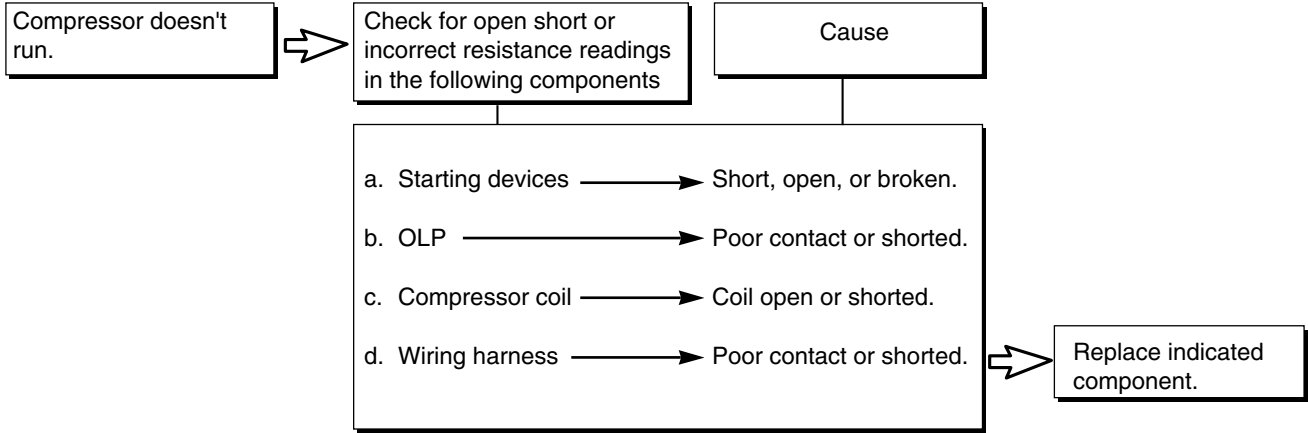 Compressor doesn't
run.
Check for open short or
incorrect resistance readings
in the following components
Cause
a. Starting devices Short, open, or broken.
b. OLP Poor contact or shorted.
c. Compressor coil Coil open or shorted.
d. Wiring harness Poor contact or shorted.
Replace indicated
component.